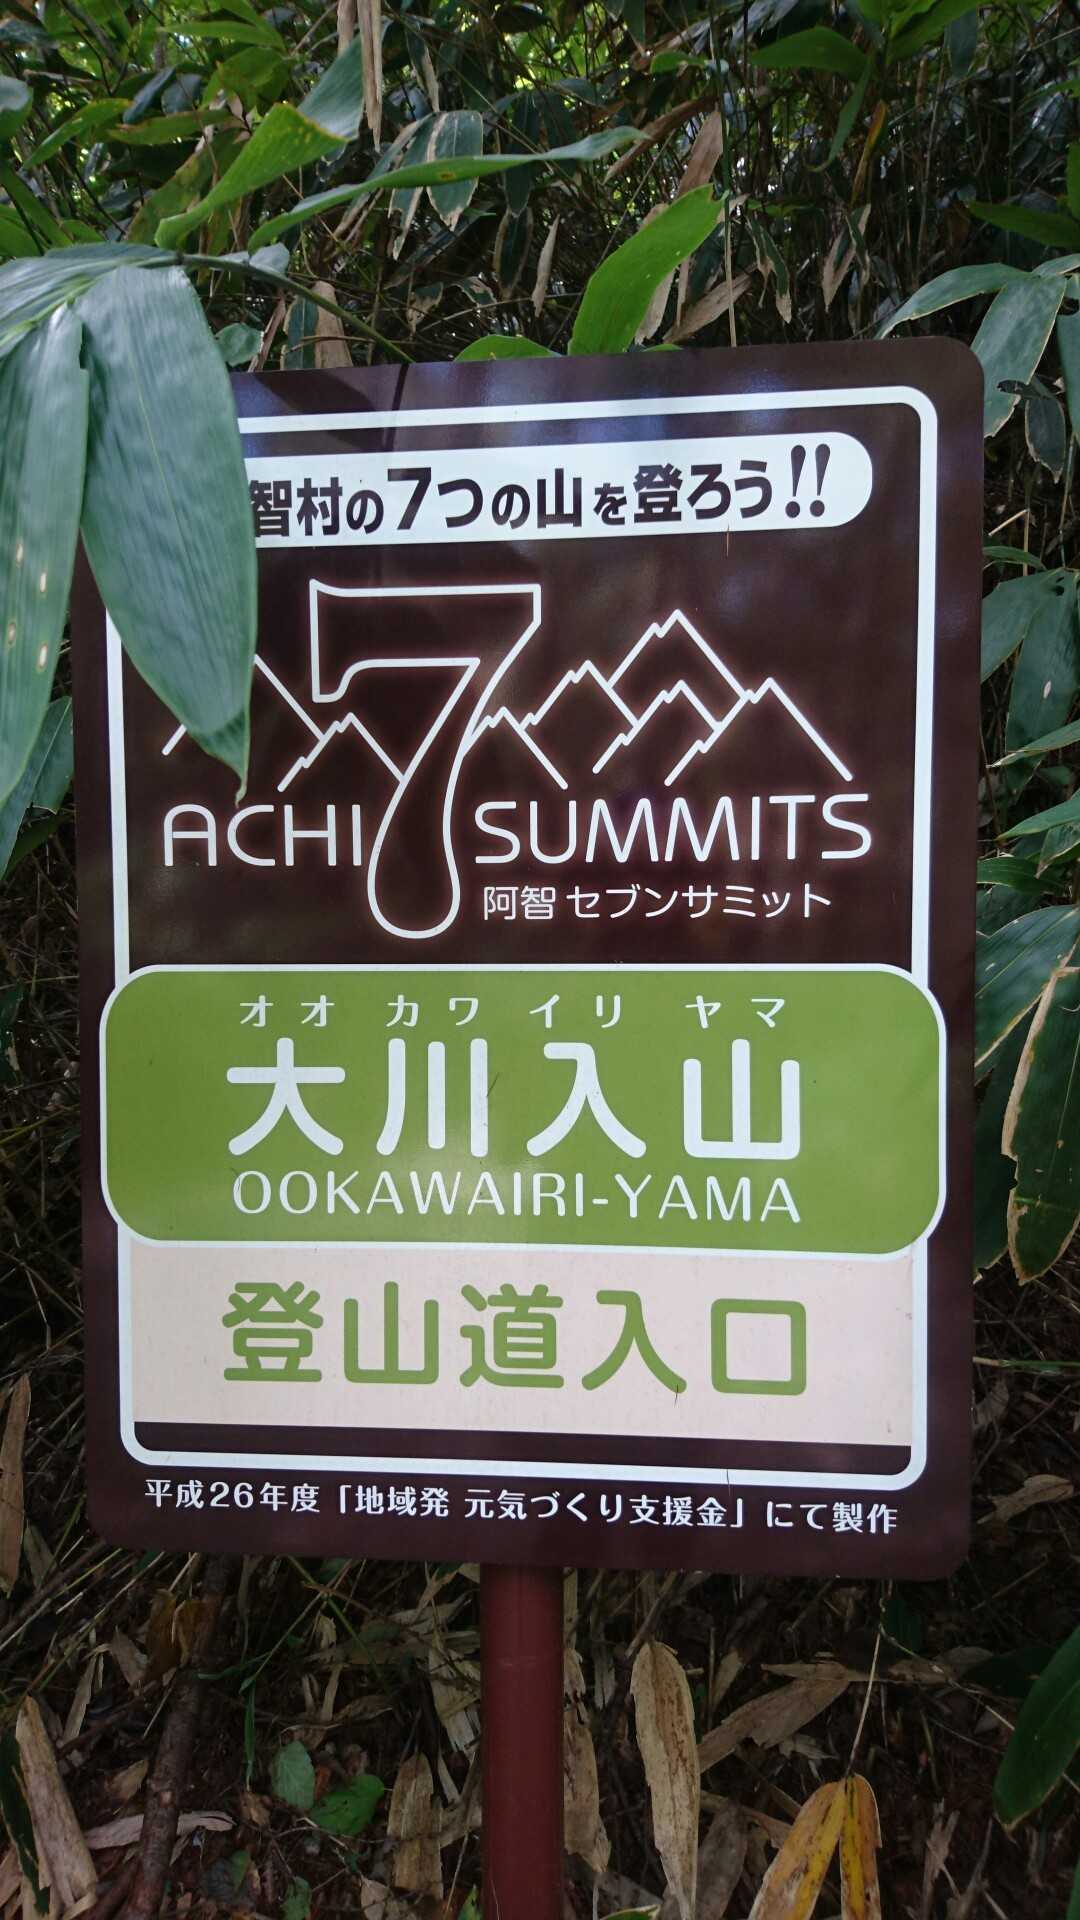 智村の7つの山を登ろう!!
ACHI 7 SUMMITS
阿智 セブンサミット
オオ カワ イリ ヤマ
大川入山
OOKAWAIRI-YAMA
登山道入口
平成26年度「地域発 元気づくり支援金」にて製作